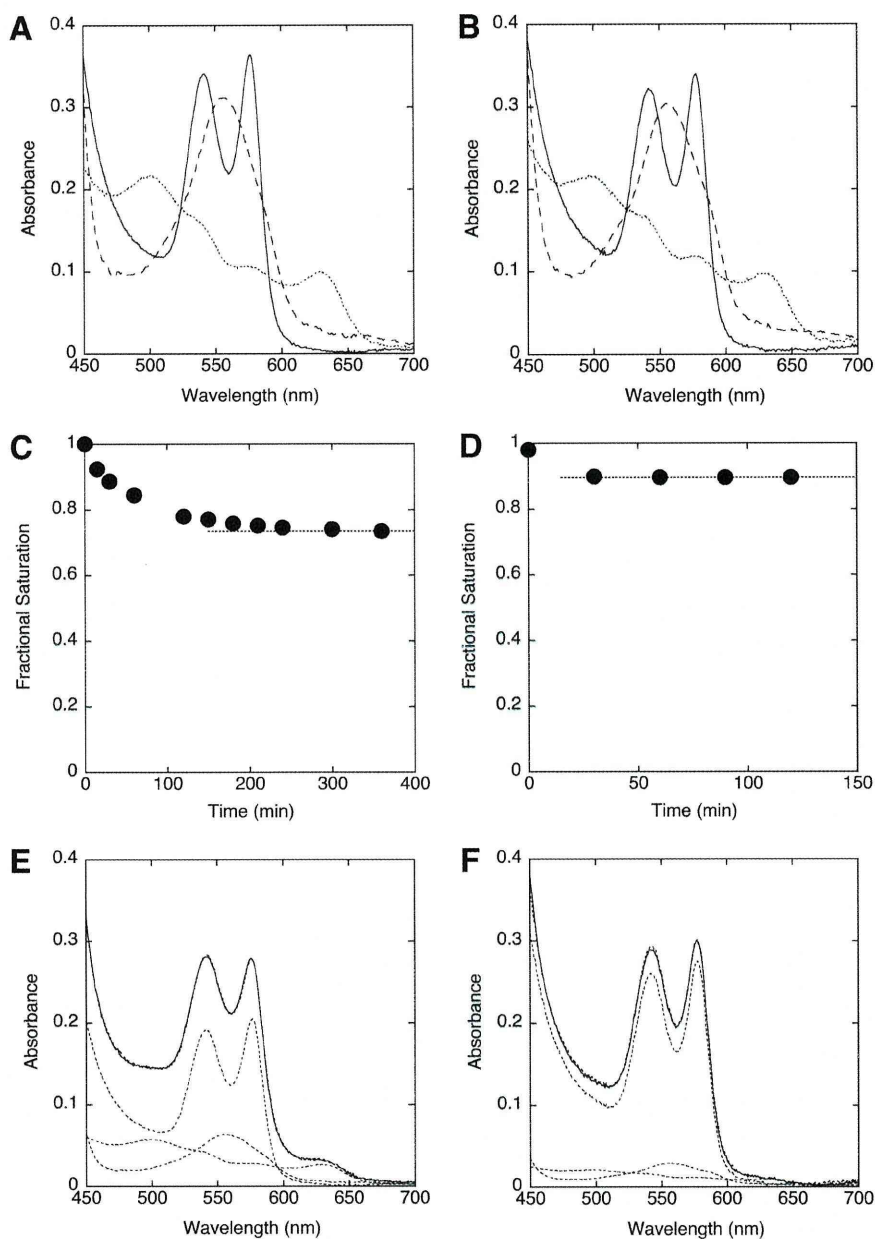 A
0.4
0.3
0.2
0.1
0
Absorbance
450 500 550 600 650 700
Wavelength (nm)
B
0.4
0.3
0.2
0.1
0
Absorbance
450 500 550 600 650 700
Wavelength (nm)
C
1
0.8
0.6
0.4
0.2
0
Fractional Saturation
0 100 200 300 400
Time (min)
D
1
0.8
0.6
0.4
0.2
0
Fractional Saturation
0 50 100 150
Time (min)
E
0.4
0.3
0.2
0.1
0
Absorbance
450 500 550 600 650 700
Wavelength (nm)
F
0.4
0.3
0.2
0.1
0
Absorbance
450 500 550 600 650 700
Wavelength (nm)